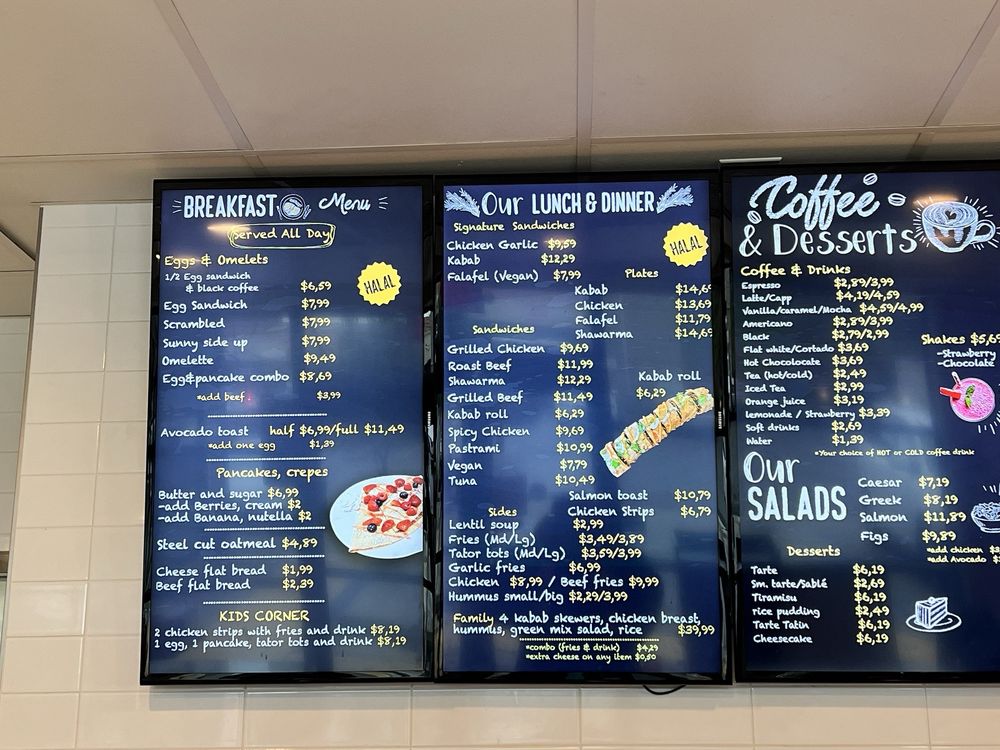 BREAKFAST Menu
Served All Day
Eggs & Omelets
HALAL
1/2 Egg sandwich
& black coffee $6,59
Egg Sandwich $7,99
Scrambled $7,99
Sunny side up $7,99
Omelette $9,49
Egg&pancake combo $8,69
*add beef $3,99
Avocado toast half $6,99/full $11,49
*add one egg $1,39
Pancakes, crepes
Butter and sugar $6,99
-add Berries, cream $2
-add Banana, nutella $2
Steel cut oatmeal $4,89
Cheese flat bread $1,99
Beef flat bread $2,39
KIDS CORNER
2 chicken strips with fries and drink $8,19
1 egg, 1 pancake, tator tots and drink $8,19
Our LUNCH & DINNER
Signature Sandwiches
HALAL
Chicken Garlic $9,59
Kabab $12,29
Falafel (Vegan) $7,99
Plates
Kabab $14,6
Chicken $13,69
Falafel $11,79
Shawarma $14,69
Sandwiches
Grilled Chicken $9,69
Roast Beef $11,99
Shawarma $12,29
Grilled Beef $11,49
Kabab roll $6,29
Spicy Chicken $9,69
Pastrami $10,99
Vegan $7,79
Tuna $10,49
Kabab roll
$6,29
Salmon toast $10,79
Chicken Strips $6,79
Sides
Lentil soup $2,99
Fries (Md/Lg) $3,49/3,89
Tator tots (Md/Lg) $3,59/3,99
Garlic fries $6,99
Chicken $8,99 / Beef fries $9,99
Hummus small/big $2,29/3,99
Family 4 kabab skewers, chicken breast,
hummus, green mix salad, rice $39,99
*combo (fries & drink) $4,29
*extra cheese on any item $0,50
SAMSUNG
Coffee
& Desserts
Coffee & Drinks
Espresso $2,89/3,99
Latte/Capp $4,19/4,59
Vanilla/caramel/Mocha $4,59/4,99
Americano $2,89/3,99
Black $2,79/2,99
Flat white/Cortado $3,69
Hot Chocolocate $3,69
Tea (hot/cold) $2,49
Iced Tea $2,99
Orange juice $3,19
lemonade / Strawberry $3,39
Soft drinks $2,69
Water $1,39
Shakes $5,69
-Strawberry
-Chocolate
*Your choice of HOT or COLD coffee drink
Our
SALADS
Caesar $7,19
Greek $8,19
Salmon $11,89
Figs $9,89
*add chicken
*add Avocado
Desserts
Tarte $6,19
Sm. tarte/Sablé $2,69
Tiramisu $6,19
rice pudding $2,49
Tarte Tatin $6,19
Cheesecake $6,19